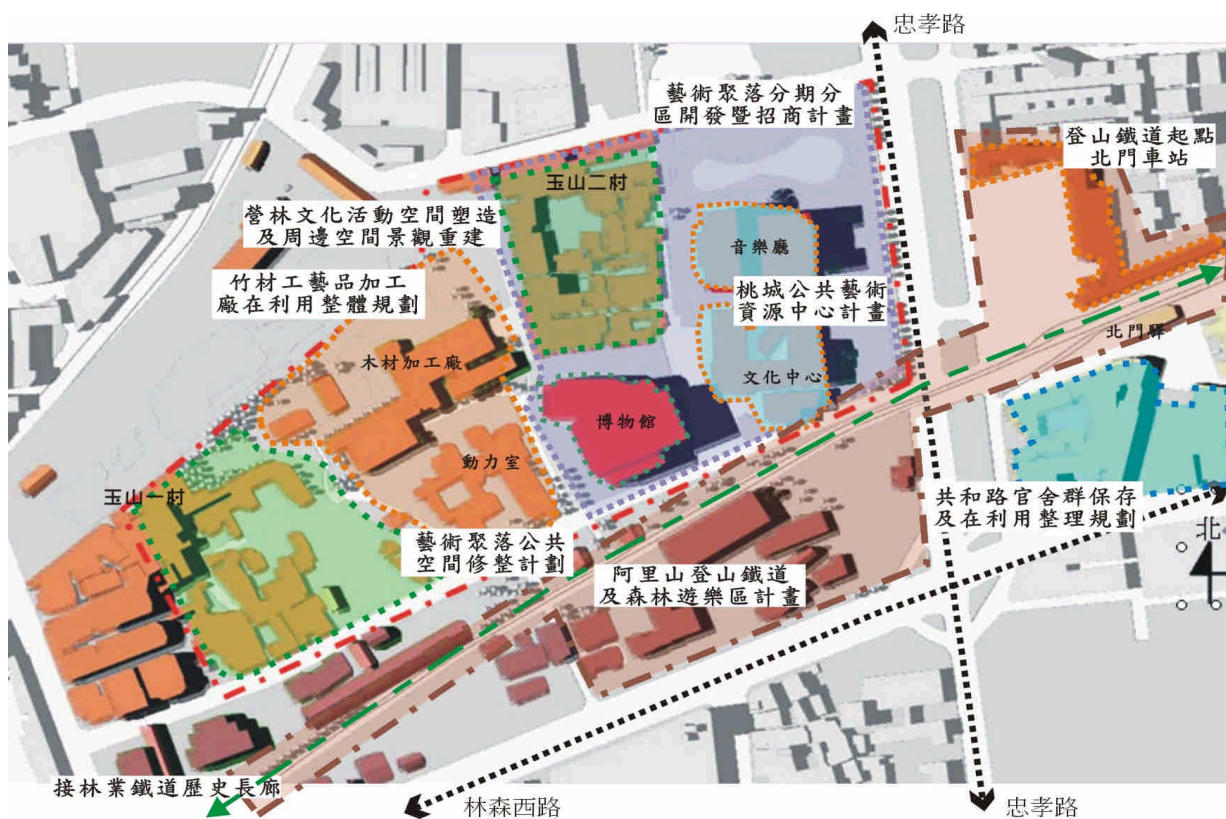 忠孝路
藝術聚落分期分
區開發暨招商計畫
登山鐵道起點
北門車站
玉山二村
營林文化活動空間塑造
及周邊空間景觀重建
音樂廳
竹材工藝品加工
廠在利用整體規劃
桃城公共藝術
資源中心計畫
北門驛
木材加工廠
文化中心
博物館
動力室
玉山一村
共和路官舍群保存
及在利用整理規劃
北
藝術聚落公共
空間修整計劃
阿里山登山鐵道
及森林遊樂區計畫
接林業鐵道歷史長廊
林森西路
忠孝路